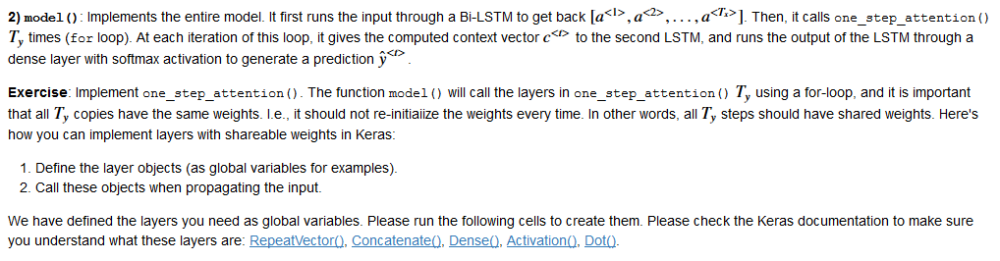 2) model(): Implements the entire model. It first runs the input through a Bi-LSTM to get back [a<1>, a<2>, . . . , a<Tx>]. Then, it calls one_step_attention()
Ty times (for loop). At each iteration of this loop, it gives the computed context vector c<t> to the second LSTM, and runs the output of the LSTM through a
dense layer with softmax activation to generate a prediction ŷ<t>.
Exercise: Implement one_step_attention(). The function model() will call the layers in one_step_attention() Ty using a for-loop, and it is important
that all Ty copies have the same weights. I.e., it should not re-initiaiize the weights every time. In other words, all Ty steps should have shared weights. Here's
how you can implement layers with shareable weights in Keras:
1. Define the layer objects (as global variables for examples).
2. Call these objects when propagating the input.
We have defined the layers you need as global variables. Please run the following cells to create them. Please check the Keras documentation to make sure
you understand what these layers are: RepeatVector(), Concatenate(), Dense(), Activation(), Dot().